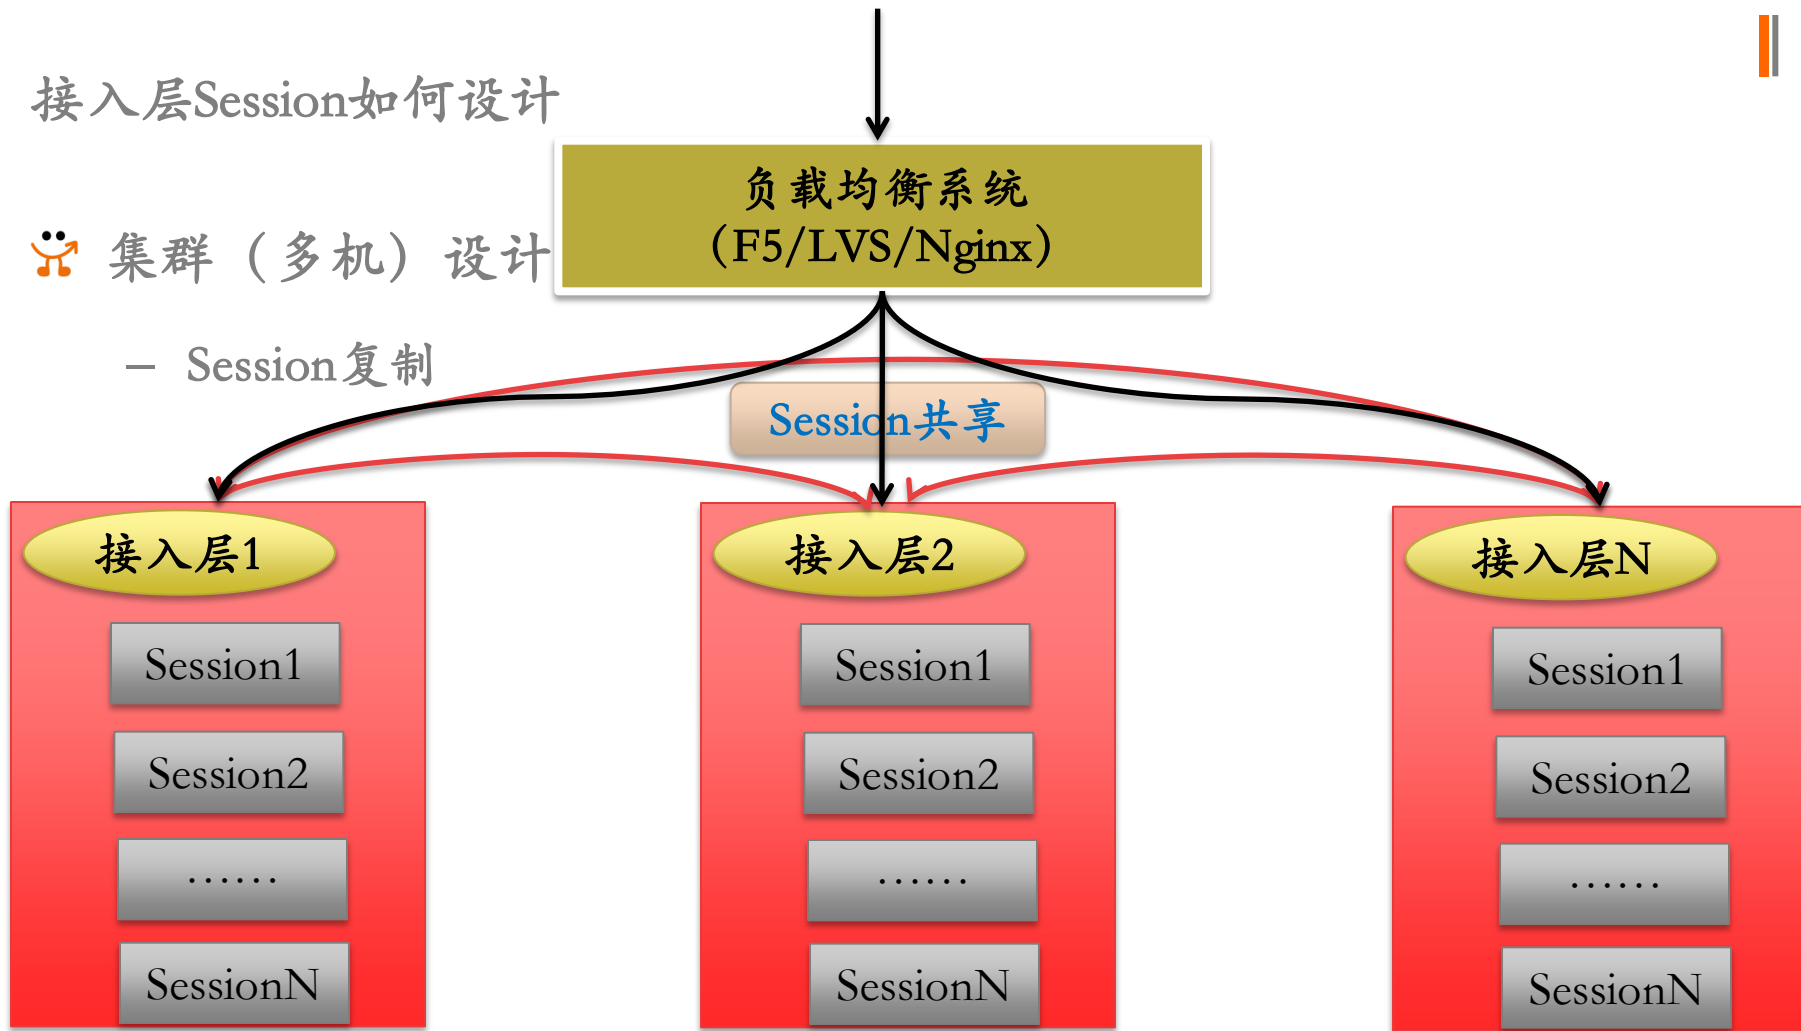 接入层Session如何设计
负载均衡系统
（F5/LVS/Nginx）
集群（多机）设计
– Session复制
Session共享
接入层1
Session1
Session2
……
SessionN
接入层2
Session1
Session2
……
SessionN
接入层N
Session1
Session2
……
SessionN